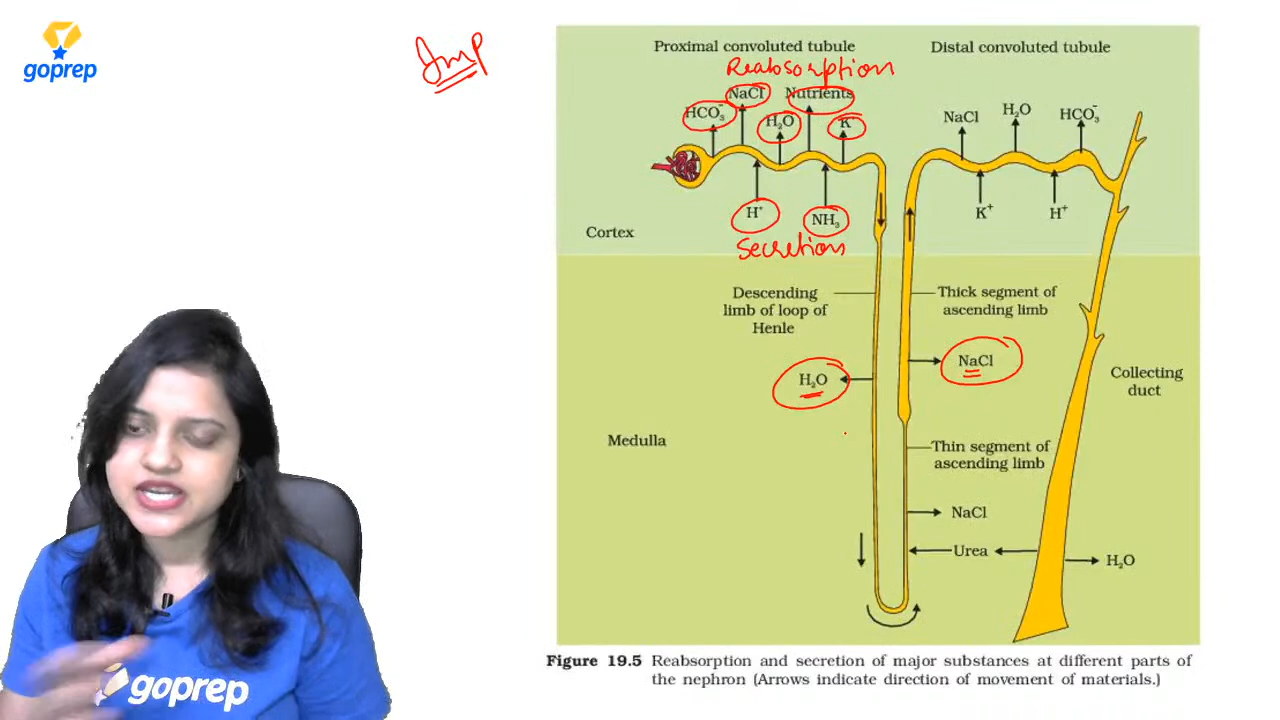 goprep
Imp
Proximal convoluted tubule
Distal convoluted tubule
Reabsorption
HCO₃⁻
NaCl
H₂O
Nutrients
K⁺
NaCl
H₂O
HCO₃⁻
H⁺
NH₃
K⁺
H⁺
Secretions
Cortex
Descending
limb of loop of
Henle
Thick segment of
ascending limb
H₂O
NaCl
Collecting
duct
Medulla
Thin segment of
ascending limb
NaCl
Urea
H₂O
Figure 19.5 Reabsorption and secretion of major substances at different parts of
the nephron (Arrows indicate direction of movement of materials.)
goprep